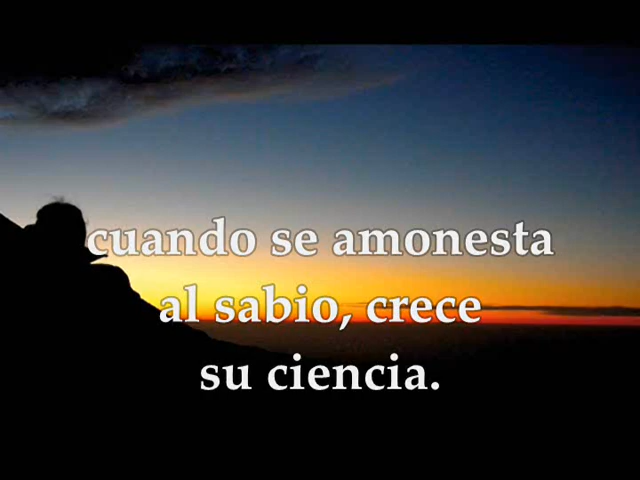 cuando se amonesta
al sabio, crece
su ciencia.